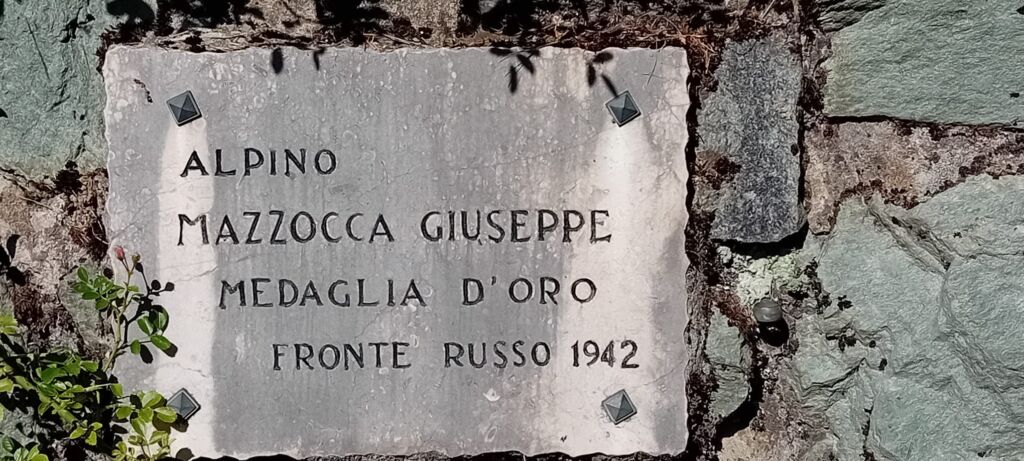 ALPINO
MAZZOCCA GIUSEPPE
MEDAGLIA D'ORO
FRONTE RUSSO 1942